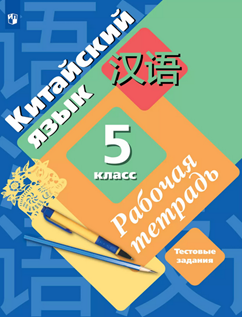 Китайский
язык
汉语
5
класс
Рабочая
тетрадь
Тестовые
задания